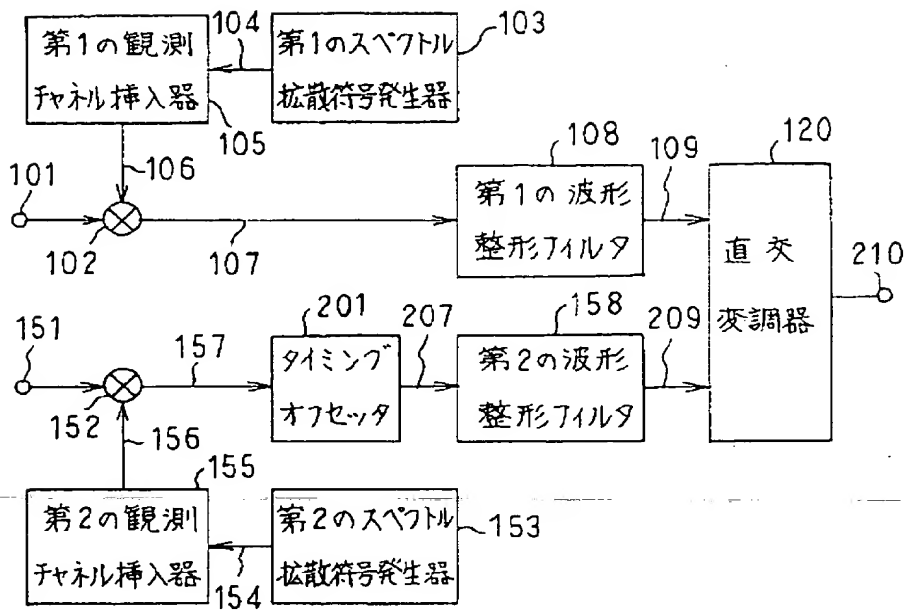 第1の観測
チャネル挿入器
104
第1のスペクトル
拡散符号発生器
103
105
106
101
102
107
108
第1の波形
整形フィルタ
109
120
直交
変調器
210
151
152
157
201
タイミング
オフセッタ
207
158
第2の波形
整形フィルタ
209
156
155
第2の観測
チャネル挿入器
154
第2のスペクトル
拡散符号発生器
153